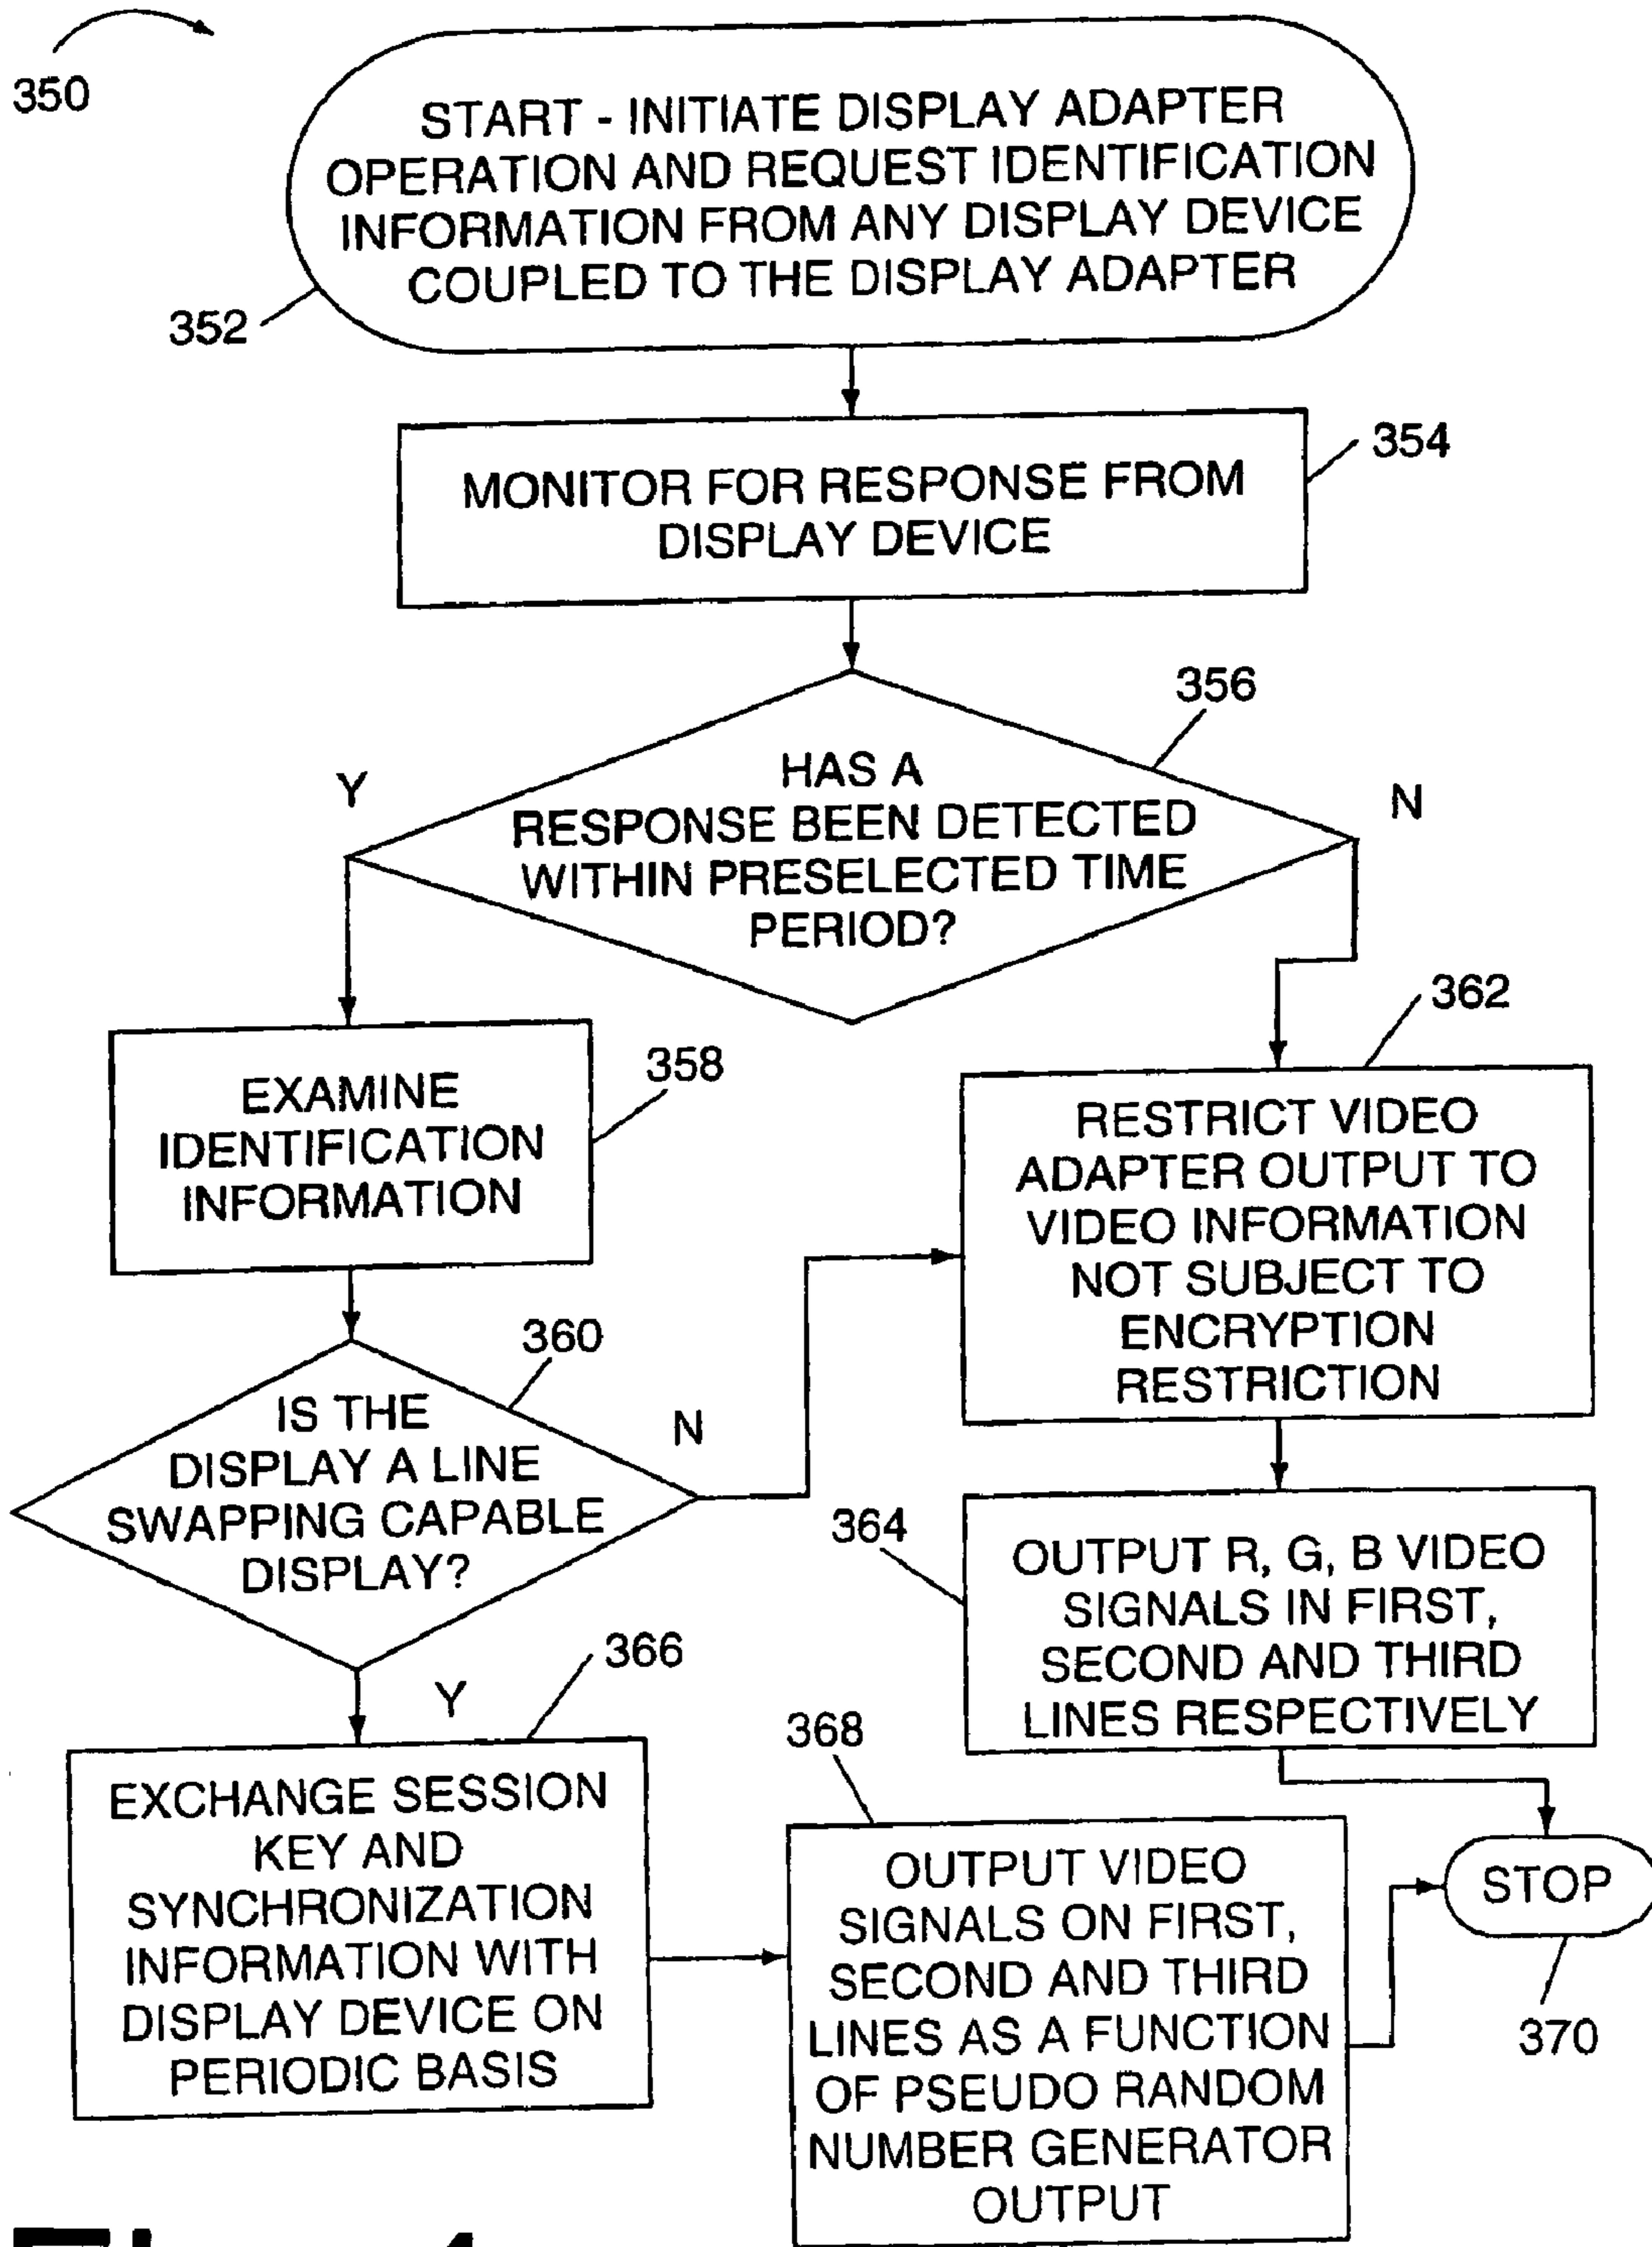 350
START - INITIATE DISPLAY ADAPTER
OPERATION AND REQUEST IDENTIFICATION
INFORMATION FROM ANY DISPLAY DEVICE
COUPLED TO THE DISPLAY ADAPTER
352
354
MONITOR FOR RESPONSE FROM
DISPLAY DEVICE
356
HAS A
RESPONSE BEEN DETECTED
WITHIN PRESELECTED TIME
PERIOD?
Y
N
358
EXAMINE
IDENTIFICATION
INFORMATION
362
RESTRICT VIDEO
ADAPTER OUTPUT TO
VIDEO INFORMATION
NOT SUBJECT TO
ENCRYPTION
RESTRICTION
360
IS THE
DISPLAY A LINE
SWAPPING CAPABLE
DISPLAY?
N
Y
364
OUTPUT R, G, B VIDEO
SIGNALS IN FIRST,
SECOND AND THIRD
LINES RESPECTIVELY
366
EXCHANGE SESSION
KEY AND
SYNCHRONIZATION
INFORMATION WITH
DISPLAY DEVICE ON
PERIODIC BASIS
368
OUTPUT VIDEO
SIGNALS ON FIRST,
SECOND AND THIRD
LINES AS A FUNCTION
OF PSEUDO RANDOM
NUMBER GENERATOR
OUTPUT
STOP
370